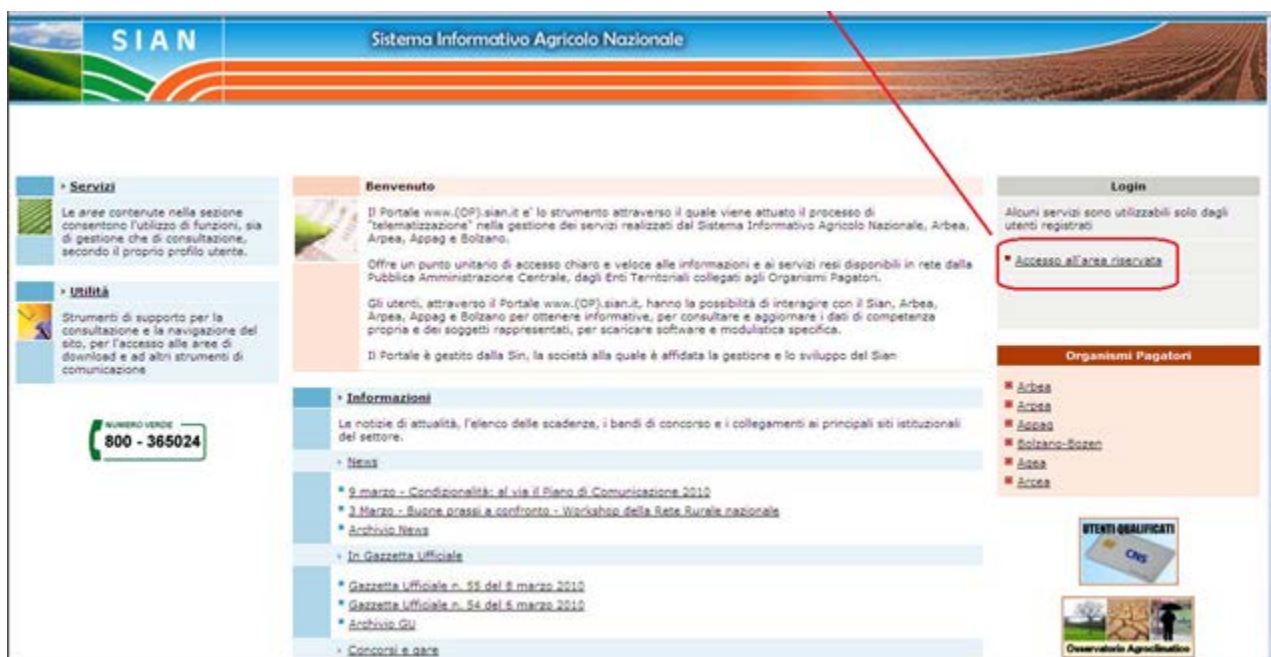 SIAN
Sistema Informativo Agricolo Nazionale
› Servizi
Le aree contenute nella sezione
consentono l'utilizzo di funzioni, sia
di gestione che di consultazione,
secondo il proprio profilo utente.
› Utilità
Strumenti di supporto per la
consultazione e la navigazione del
sito, per l'accesso alle aree di
download e ad altri strumenti di
comunicazione
NUMERO VERDE
800 - 365024
Benvenuto
Il Portale www.(OP).sian.it e' lo strumento attraverso il quale viene attuato il processo di
"telematizzazione" nella gestione dei servizi realizzati dal Sistema Informativo Agricolo Nazionale, Arbea,
Arpea, Appag e Bolzano.
Offre un punto unitario di accesso chiaro e veloce alle informazioni e ai servizi resi disponibili in rete dalla
Pubblica Amministrazione Centrale, dagli Enti Territoriali collegati agli Organismi Pagatori.
Gli utenti, attraverso il Portale www.(OP).sian.it, hanno la possibilità di interagire con il Sian, Arbea,
Arpea, Appag e Bolzano per ottenere informative, per consultare e aggiornare i dati di competenza
propria e dei soggetti rappresentati, per scaricare software e modulistica specifica.
Il Portale è gestito dalla Sin, la società alla quale è affidata la gestione e lo sviluppo del Sian
› Informazioni
Le notizie di attualità, l'elenco delle scadenze, i bandi di concorso e i collegamenti ai principali siti istituzionali
del settore.
› News
9 marzo - Condizionalità: al via il Piano di Comunicazione 2010
3 Marzo - Buone prassi a confronto - Workshop della Rete Rurale nazionale
Archivio News
› In Gazzetta Ufficiale
Gazzetta Ufficiale n. 55 del 8 marzo 2010
Gazzetta Ufficiale n. 54 del 6 marzo 2010
Archivio GU
› Concorsi e gare
Login
Alcuni servizi sono utilizzabili solo dagli
utenti registrati
Accesso all'area riservata
Organismi Pagatori
Arbea
Arpea
Appag
Bolzano-Bozen
Agea
Arcea
UTENTI QUALIFICATI
CNS
Osservatorio Agroclimatico